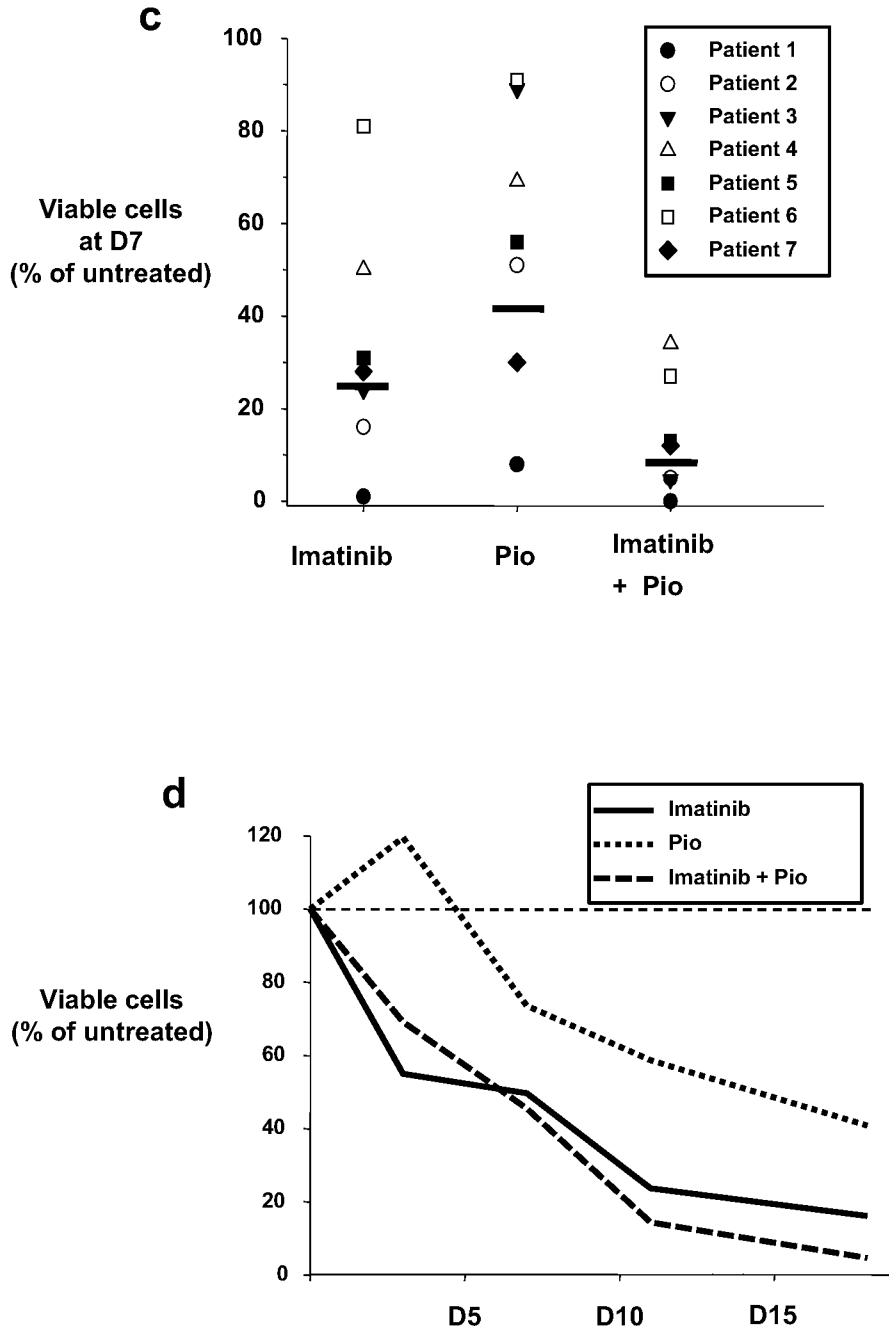 c
100
80
60
40
20
0
Viable cells
at D7
(% of untreated)
Patient 1
Patient 2
Patient 3
Patient 4
Patient 5
Patient 6
Patient 7
Imatinib
Pio
Imatinib
+ Pio
d
Imatinib
Pio
Imatinib + Pio
120
100
80
60
40
20
0
Viable cells
(% of untreated)
D5
D10
D15